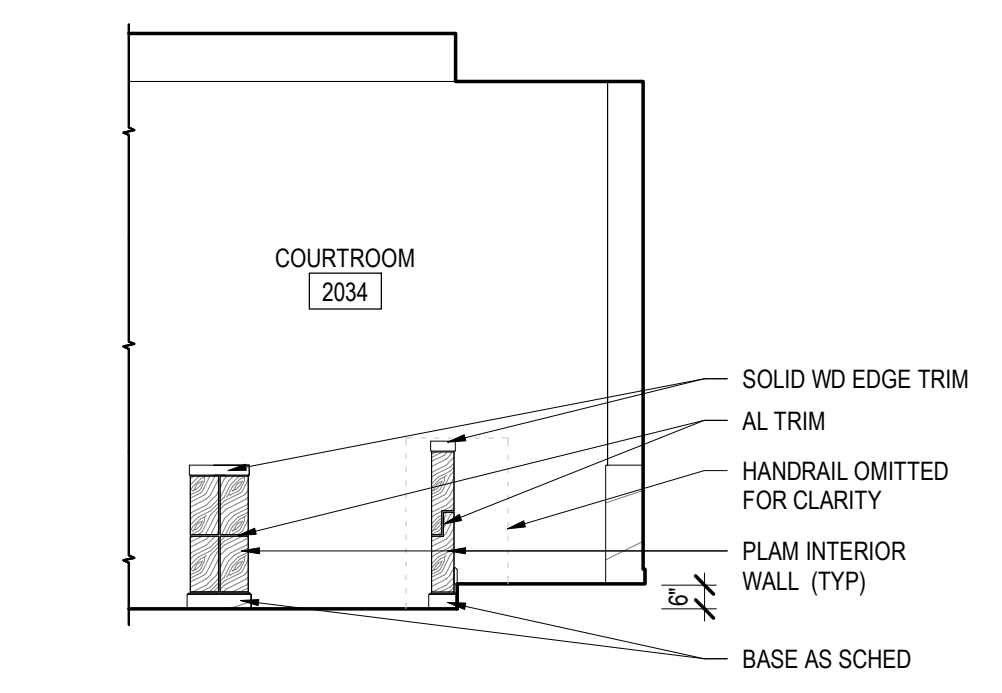 COURTROOM
2034
SOLID WD EDGE TRIM
AL TRIM
HANDRAIL OMITTED
FOR CLARITY
PLAM INTERIOR
WALL (TYP)
6"
BASE AS SCHED